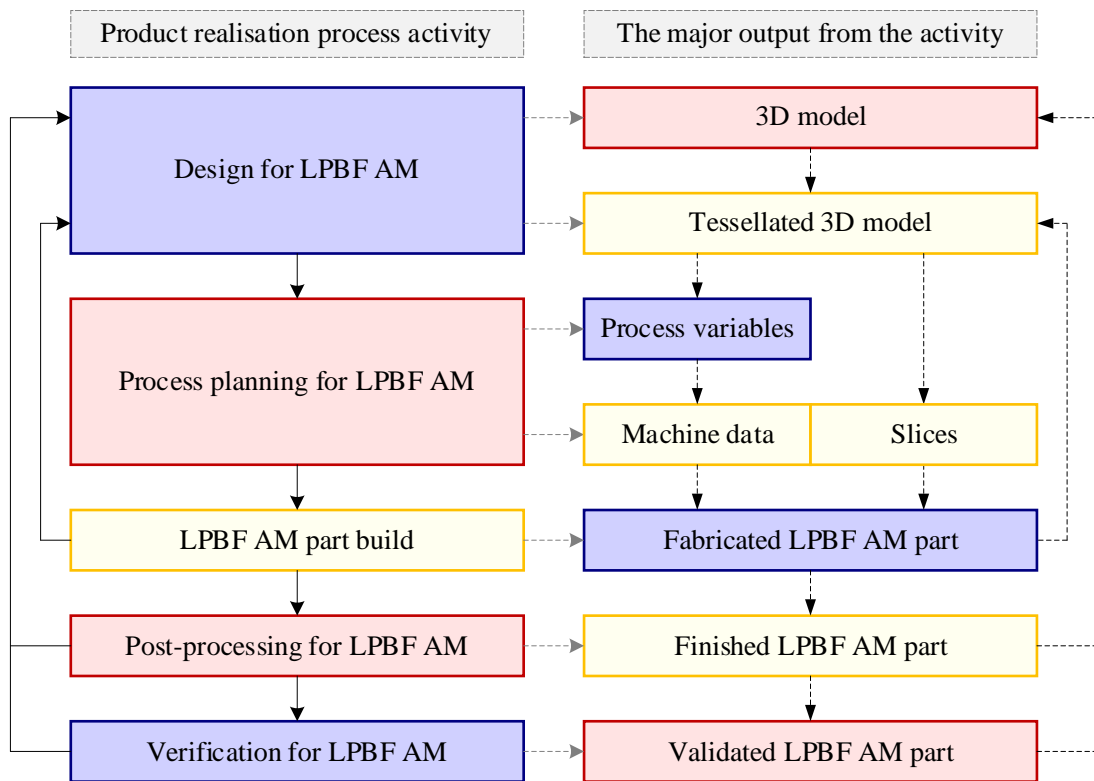 Product realisation process activity
The major output from the activity
Design for LPBF AM
3D model
Tessellated 3D model
Process planning for LPBF AM
Process variables
Machine data
Slices
LPBF AM part build
Fabricated LPBF AM part
Post-processing for LPBF AM
Finished LPBF AM part
Verification for LPBF AM
Validated LPBF AM part